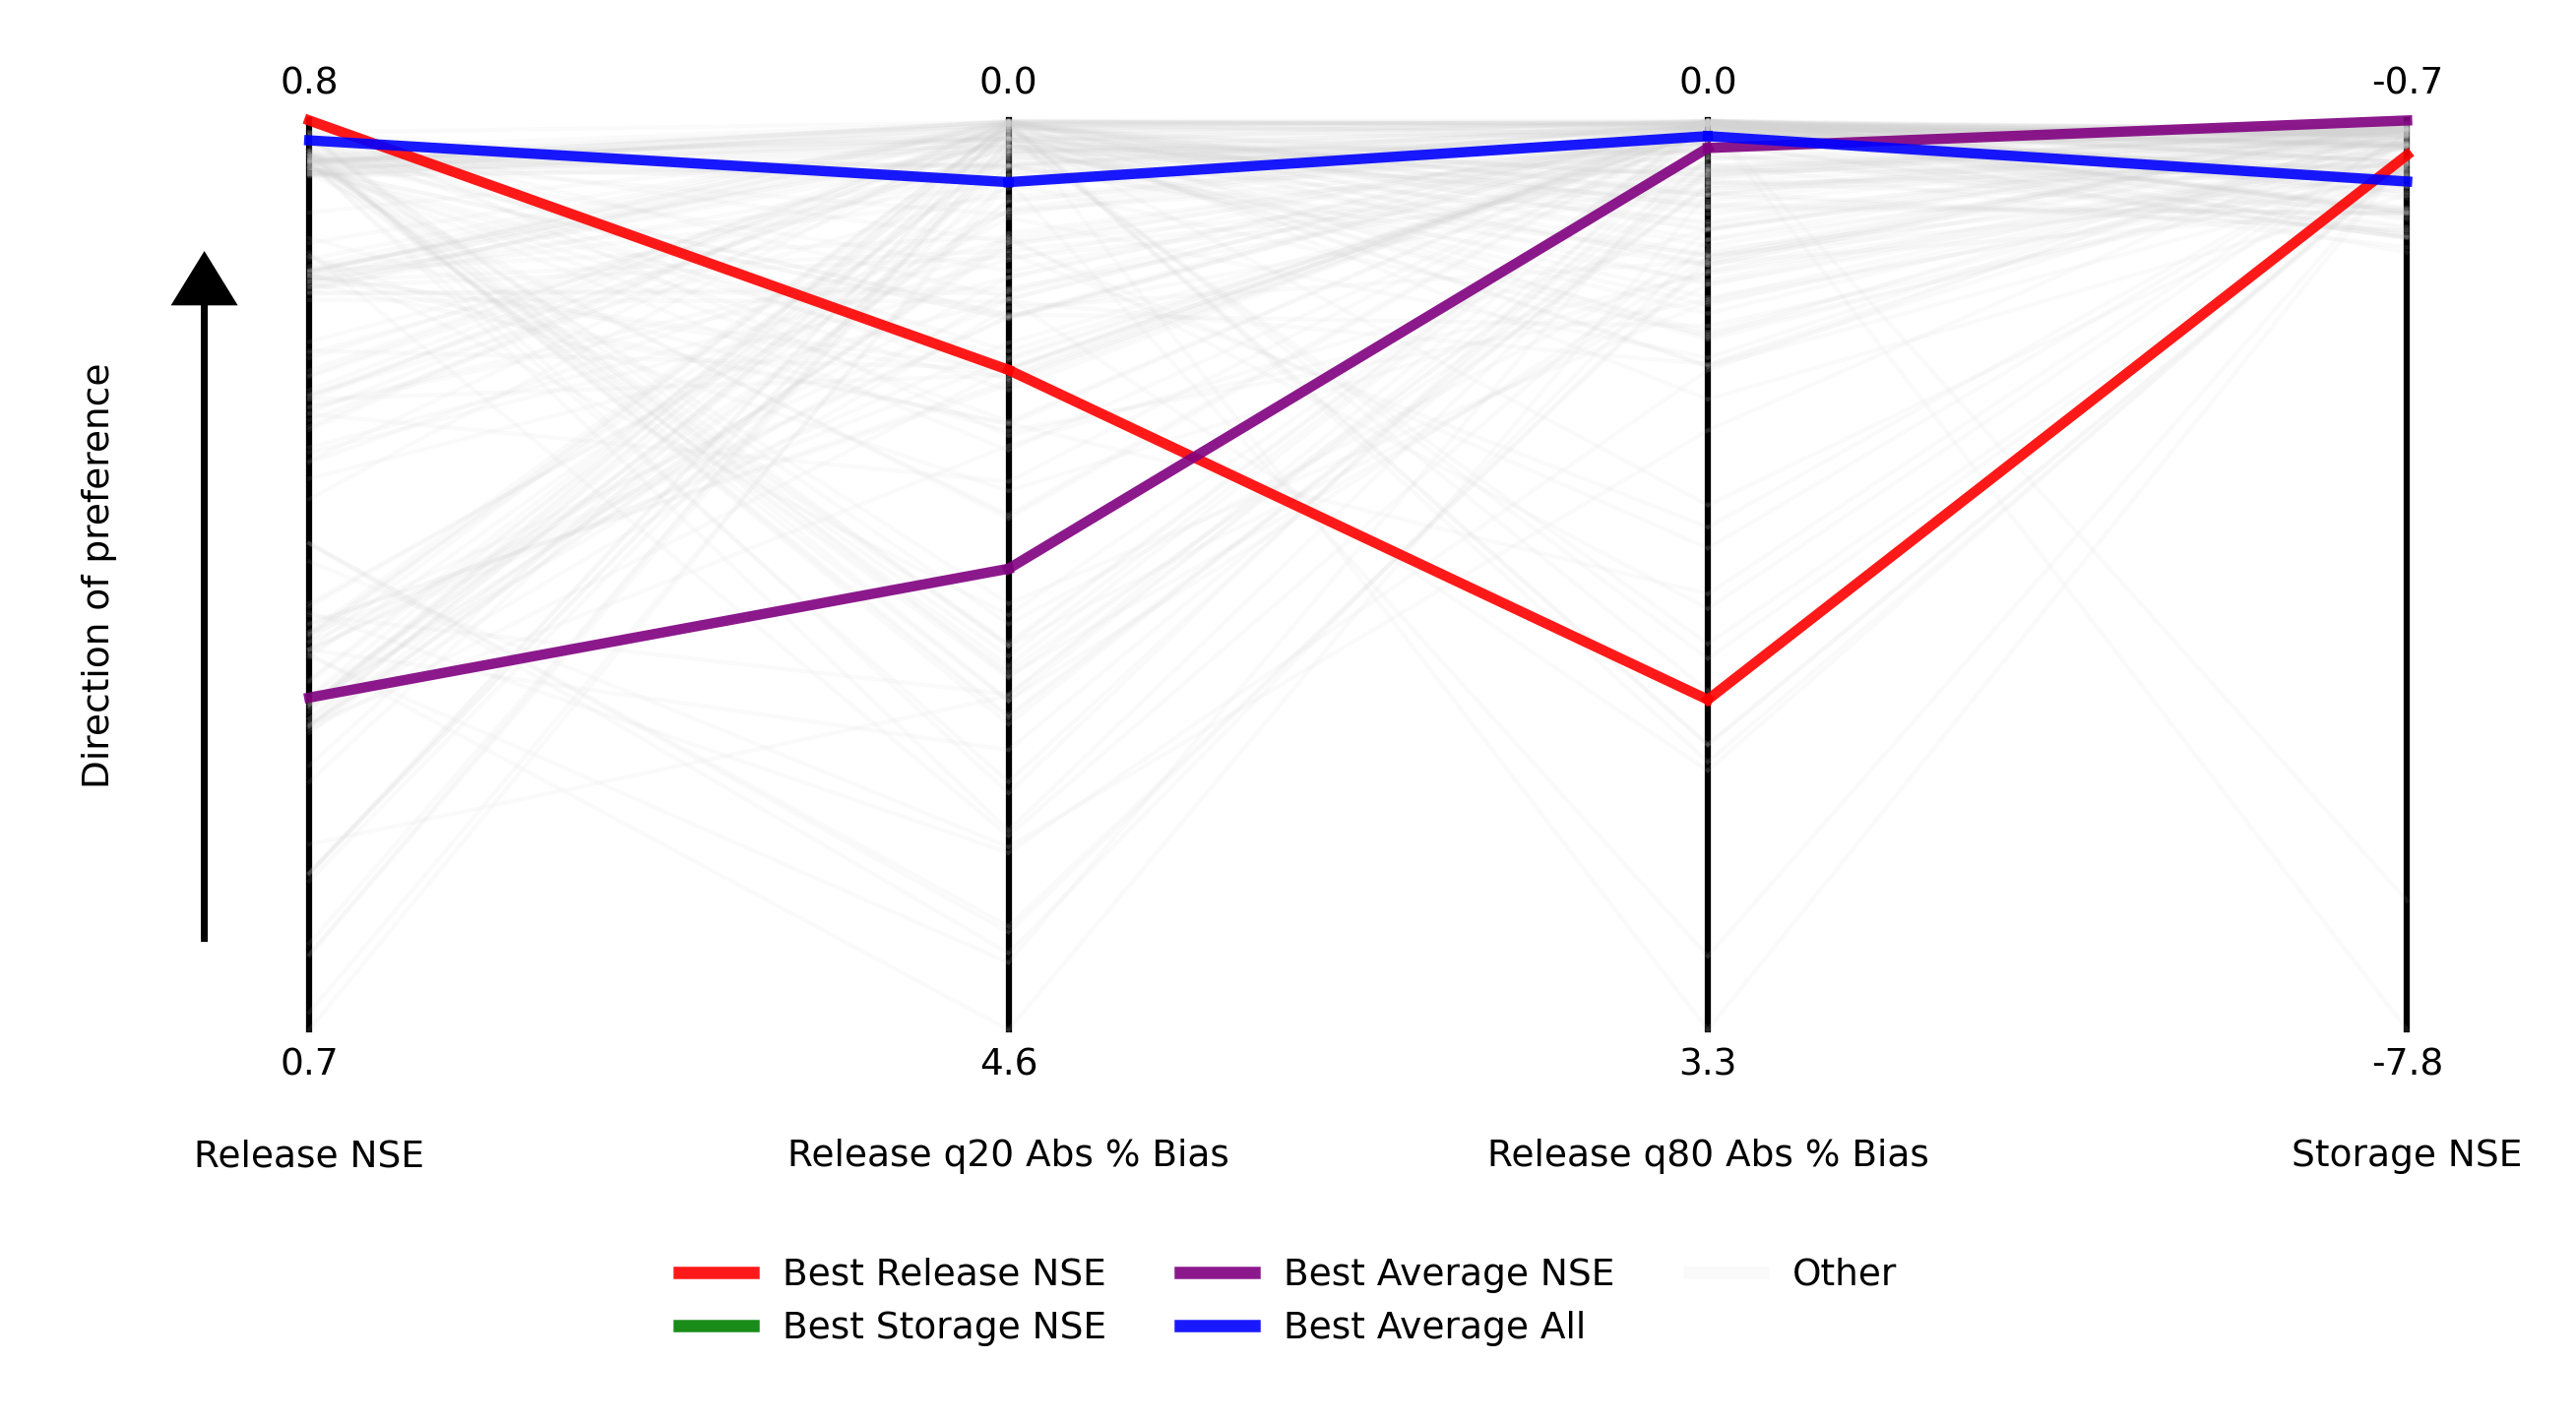 0.8
0.0
0.0
-0.7
Direction of preference
0.7
4.6
3.3
-7.8
Release NSE
Release q20 Abs % Bias
Release q80 Abs % Bias
Storage NSE
Best Release NSE
Best Average NSE
Other
Best Storage NSE
Best Average All